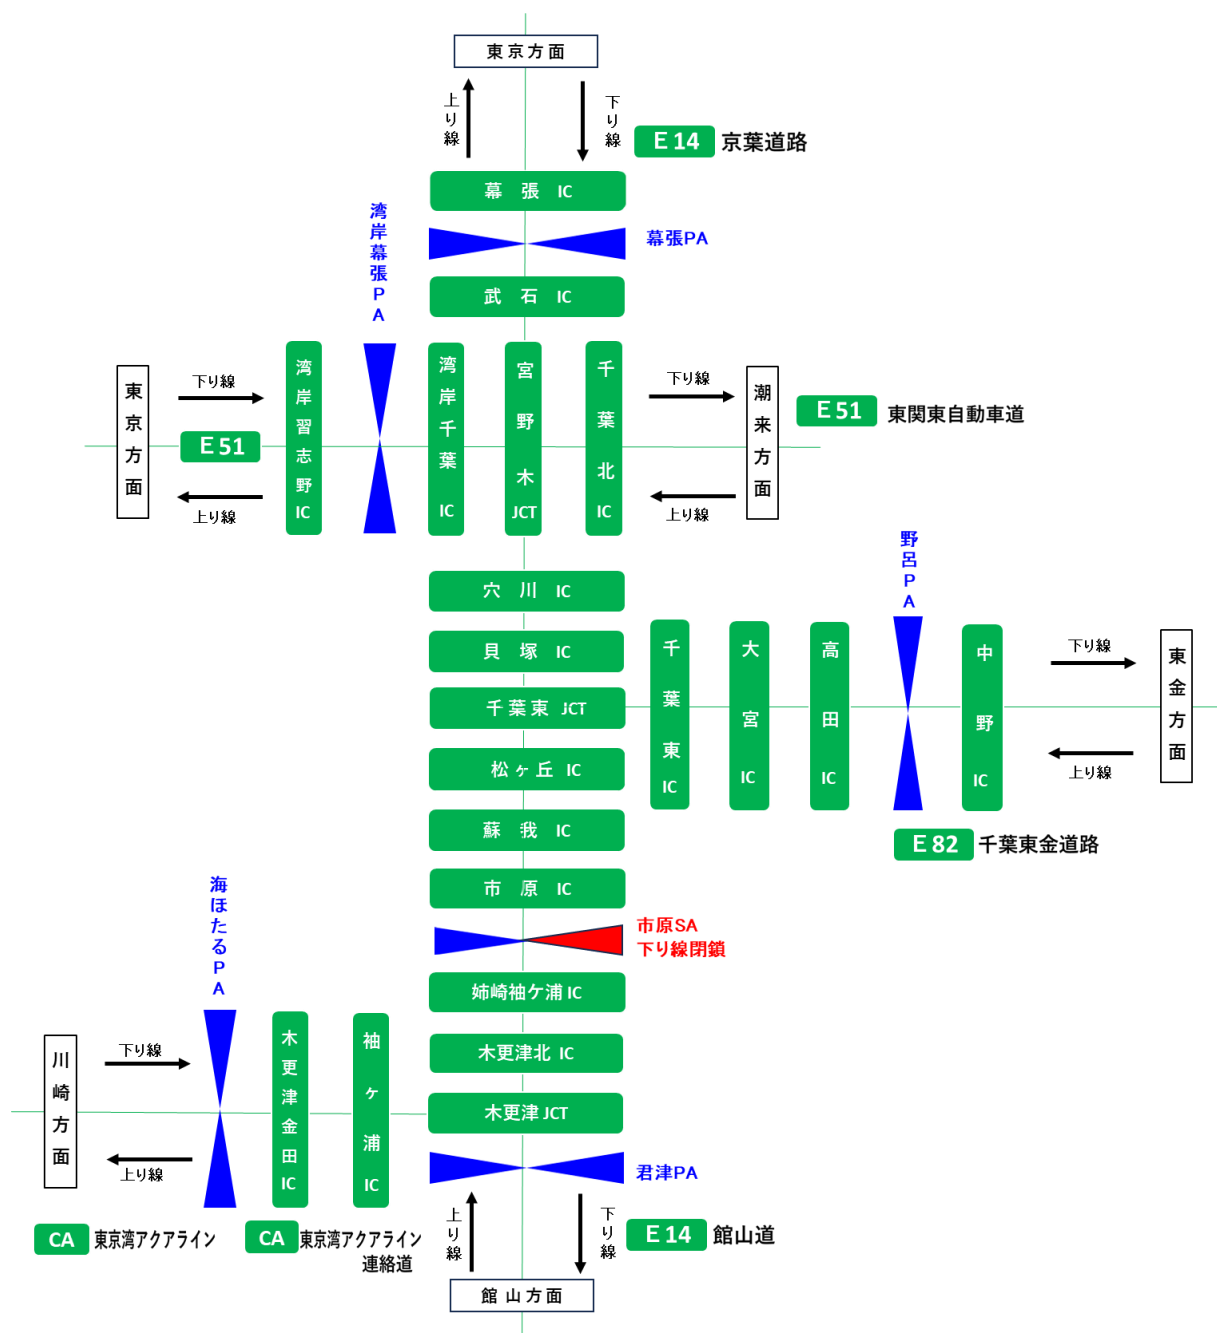 東京方面
上り線
下り線
E14 京葉道路
幕張 IC
湾岸幕張PA
幕張PA
武石 IC
東京方面
下り線
E51
上り線
湾岸習志野IC
湾岸千葉IC
宮野木JCT
千葉北IC
下り線
上り線
潮来方面
E51 東関東自動車道
穴川 IC
貝塚 IC
千葉東 JCT
松ヶ丘 IC
蘇我 IC
市原 IC
千葉東IC
大宮IC
高田IC
野呂PA
中野IC
下り線
上り線
東金方面
E82 千葉東金道路
市原SA
下り線閉鎖
姉崎袖ケ浦 IC
木更津北 IC
木更津 JCT
海ほたるPA
川崎方面
下り線
上り線
木更津金田IC
袖ヶ浦IC
CA 東京湾アクアライン
CA 東京湾アクアライン
連絡道
君津PA
上り線
下り線
E14 館山道
館山方面